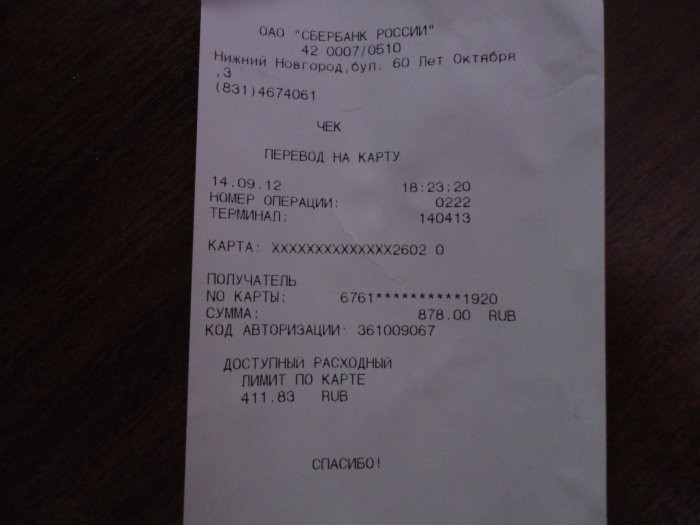 ОАО "СБЕРБАНК РОССИИ"
42 0007/0510
Нижний Новгород,бул. 60 Лет Октября
,3
(831)4674061
ЧЕК
ПЕРЕВОД НА КАРТУ
14.09.12 18:23:20
НОМЕР ОПЕРАЦИИ: 0222
ТЕРМИНАЛ: 140413
КАРТА: XXXXXXXXXXXXXX2602 0
ПОЛУЧАТЕЛЬ
NO КАРТЫ: 6761**********1920
СУММА: 878.00 RUB
КОД АВТОРИЗАЦИИ: 361009067
ДОСТУПНЫЙ РАСХОДНЫЙ
ЛИМИТ ПО КАРТЕ
411.83 RUB
СПАСИБО!